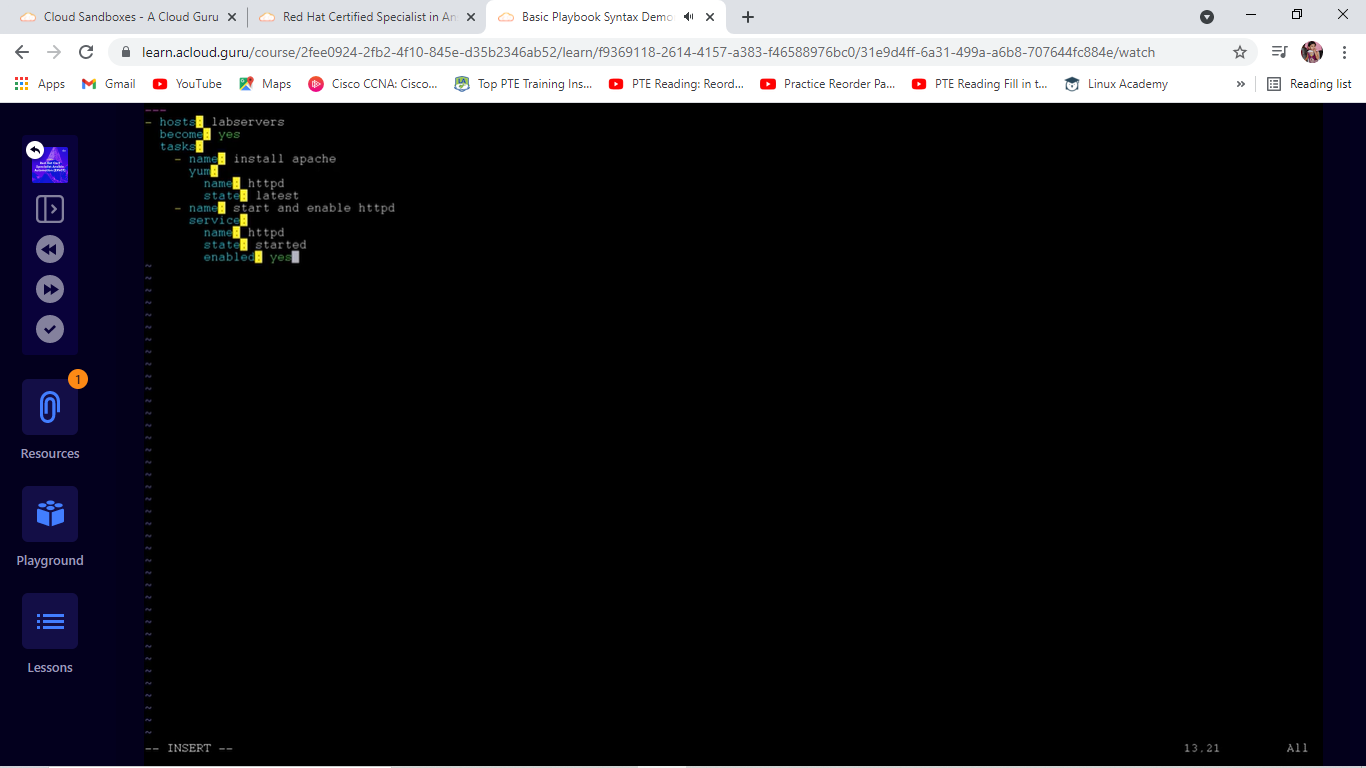 Cloud Sandboxes - A Cloud Guru
Red Hat Certified Specialist in An
Basic Playbook Syntax Demo
learn.acloud.guru/course/2fee0924-2fb2-4f10-845e-d35b2346ab52/learn/f9369118-2614-4157-a383-f46588976bc0/31e9d4ff-6a31-499a-a6b8-707644fc884e/watch
Apps
Gmail
YouTube
Maps
Cisco CCNA: Cisco...
Top PTE Training Ins...
PTE Reading: Reord...
Practice Reorder Pa...
PTE Reading Fill in t...
Linux Academy
»
Reading list
---
- hosts: labservers
  become: yes
  tasks:
    - name: install apache
      yum:
        name: httpd
        state: latest
    - name: start and enable httpd
      service:
        name: httpd
        state: started
        enabled: yes
-- INSERT --
13,21
All
1
Resources
Playground
Lessons